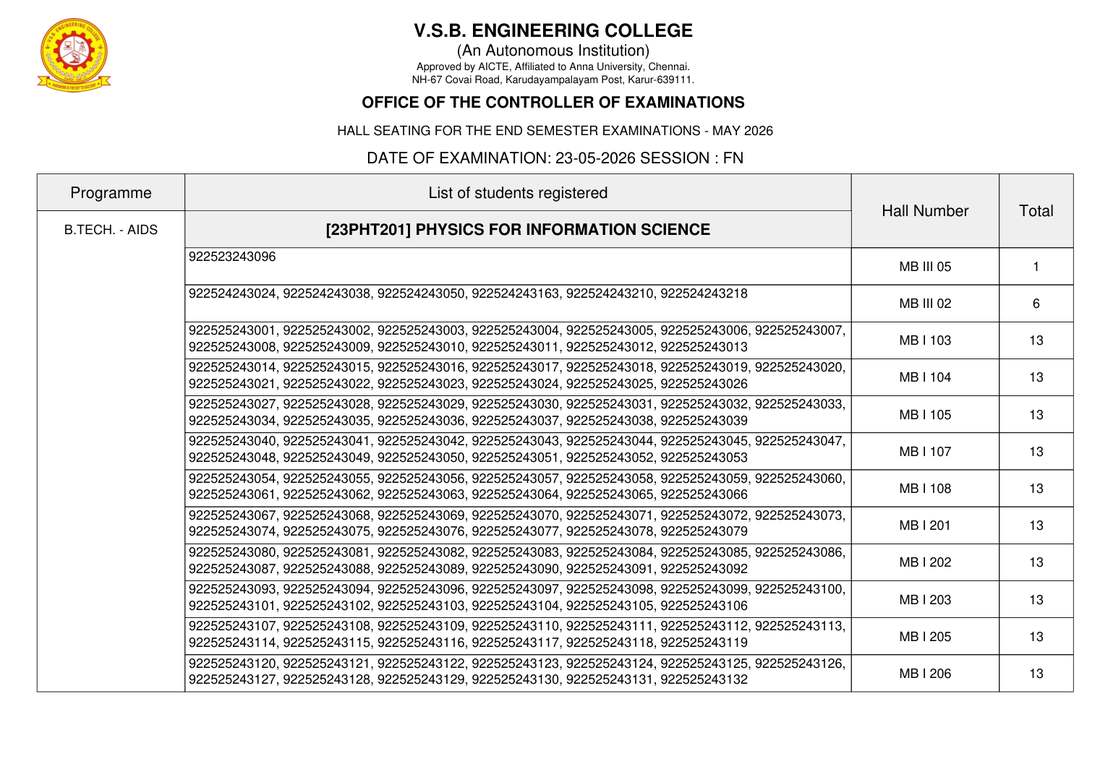 V.S.B. ENGINEERING COLLEGE
(An Autonomous Institution)
Approved by AICTE, Affiliated to Anna University, Chennai.
NH-67 Covai Road, Karudayampalayam Post, Karur-639111.
OFFICE OF THE CONTROLLER OF EXAMINATIONS
HALL SEATING FOR THE END SEMESTER EXAMINATIONS - MAY 2026
DATE OF EXAMINATION: 23-05-2026 SESSION : FN
Programme
List of students registered
Hall Number
Total
B.TECH. - AIDS
[23PHT201] PHYSICS FOR INFORMATION SCIENCE
922523243096
MB III 05
1
922524243024, 922524243038, 922524243050, 922524243163, 922524243210, 922524243218
MB III 02
6
922525243001, 922525243002, 922525243003, 922525243004, 922525243005, 922525243006, 922525243007,
922525243008, 922525243009, 922525243010, 922525243011, 922525243012, 922525243013
MB I 103
13
922525243014, 922525243015, 922525243016, 922525243017, 922525243018, 922525243019, 922525243020,
922525243021, 922525243022, 922525243023, 922525243024, 922525243025, 922525243026
MB I 104
13
922525243027, 922525243028, 922525243029, 922525243030, 922525243031, 922525243032, 922525243033,
922525243034, 922525243035, 922525243036, 922525243037, 922525243038, 922525243039
MB I 105
13
922525243040, 922525243041, 922525243042, 922525243043, 922525243044, 922525243045, 922525243047,
922525243048, 922525243049, 922525243050, 922525243051, 922525243052, 922525243053
MB I 107
13
922525243054, 922525243055, 922525243056, 922525243057, 922525243058, 922525243059, 922525243060,
922525243061, 922525243062, 922525243063, 922525243064, 922525243065, 922525243066
MB I 108
13
922525243067, 922525243068, 922525243069, 922525243070, 922525243071, 922525243072, 922525243073,
922525243074, 922525243075, 922525243076, 922525243077, 922525243078, 922525243079
MB I 201
13
922525243080, 922525243081, 922525243082, 922525243083, 922525243084, 922525243085, 922525243086,
922525243087, 922525243088, 922525243089, 922525243090, 922525243091, 922525243092
MB I 202
13
922525243093, 922525243094, 922525243096, 922525243097, 922525243098, 922525243099, 922525243100,
922525243101, 922525243102, 922525243103, 922525243104, 922525243105, 922525243106
MB I 203
13
922525243107, 922525243108, 922525243109, 922525243110, 922525243111, 922525243112, 922525243113,
922525243114, 922525243115, 922525243116, 922525243117, 922525243118, 922525243119
MB I 205
13
922525243120, 922525243121, 922525243122, 922525243123, 922525243124, 922525243125, 922525243126,
922525243127, 922525243128, 922525243129, 922525243130, 922525243131, 922525243132
MB I 206
13